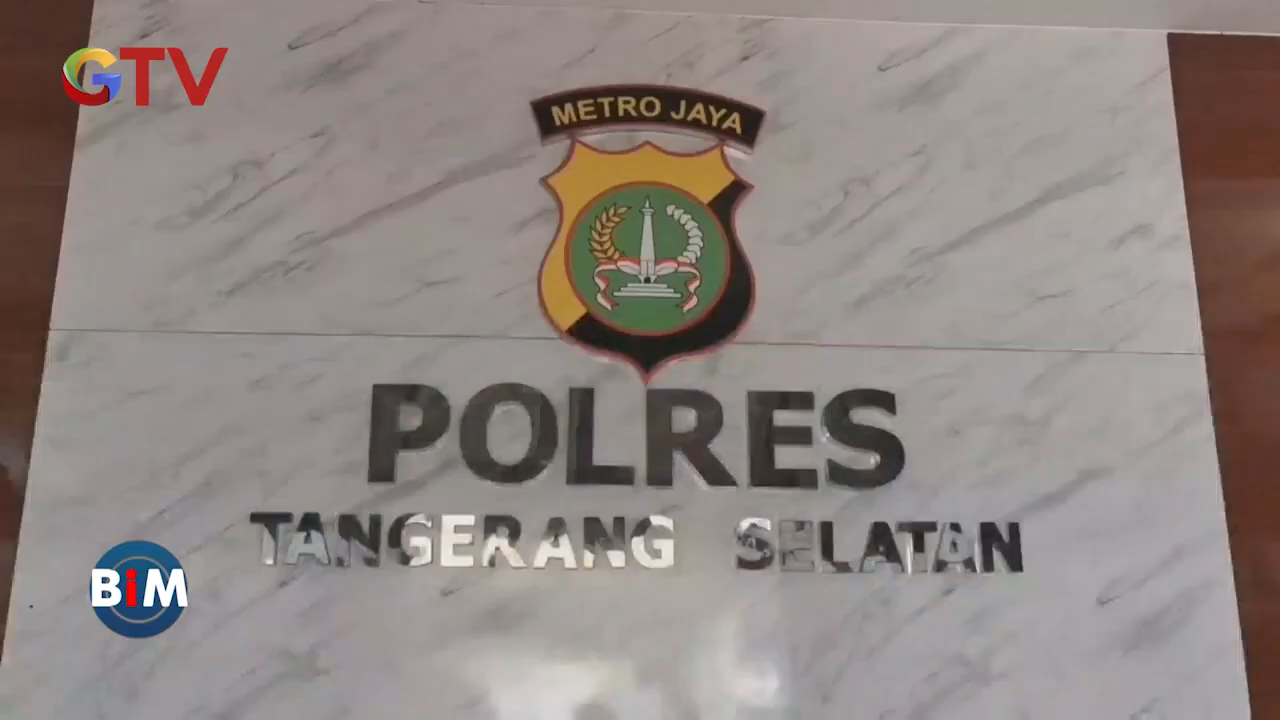 GTV
METRO JAYA
POLRES
TANGERANG SELATAN
BiM